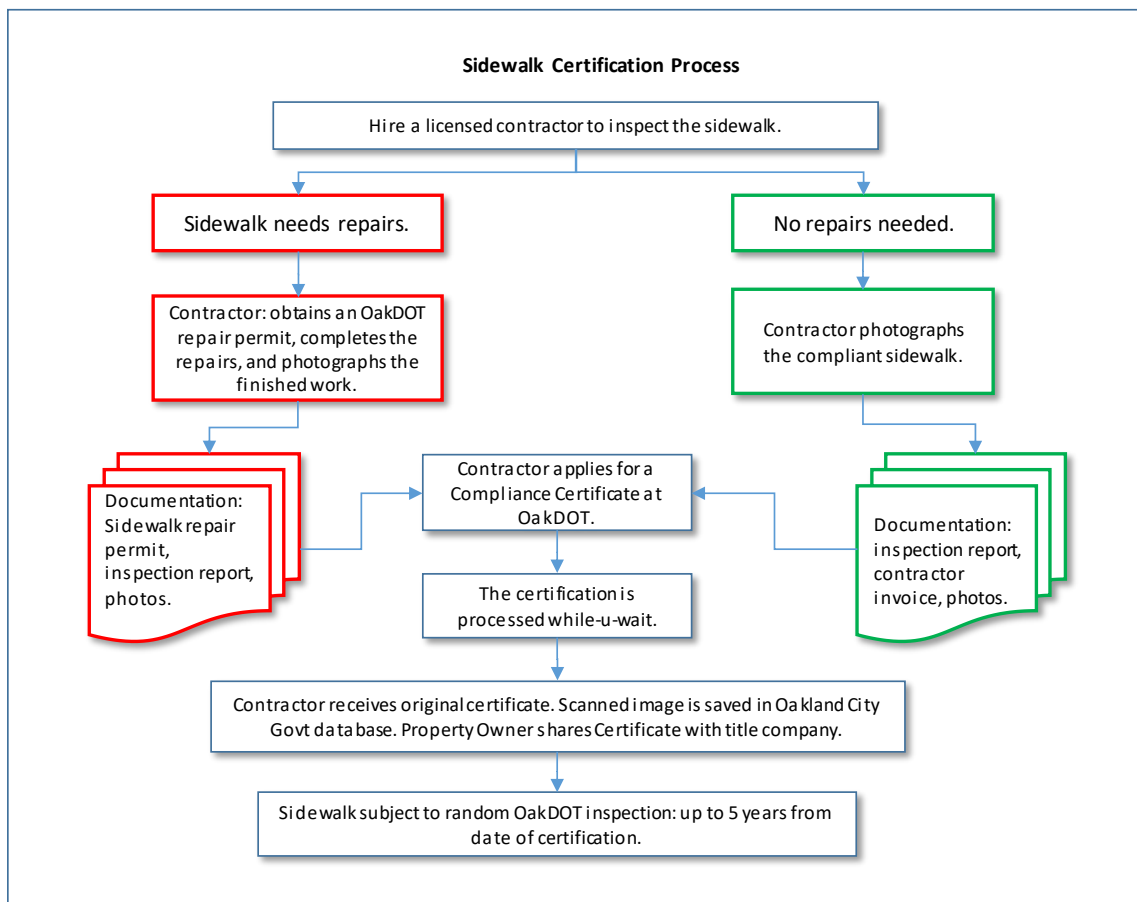 Sidewalk Certification Process
Hire a licensed contractor to inspect the sidewalk.
Sidewalk needs repairs.
No repairs needed.
Contractor: obtains an OakDOT
repair permit, completes the
repairs, and photographs the
finished work.
Contractor photographs
the compliant sidewalk.
Documentation:
Sidewalk repair
permit,
inspection report,
photos.
Contractor applies for a
Compliance Certificate at
OakDOT.
Documentation:
inspection report,
contractor
invoice, photos.
The certification is
processed while-u-wait.
Contractor receives original certificate. Scanned image is saved in Oakland City
Govt database. Property Owner shares Certificate with title company.
Sidewalk subject to random OakDOT inspection: up to 5 years from
date of certification.